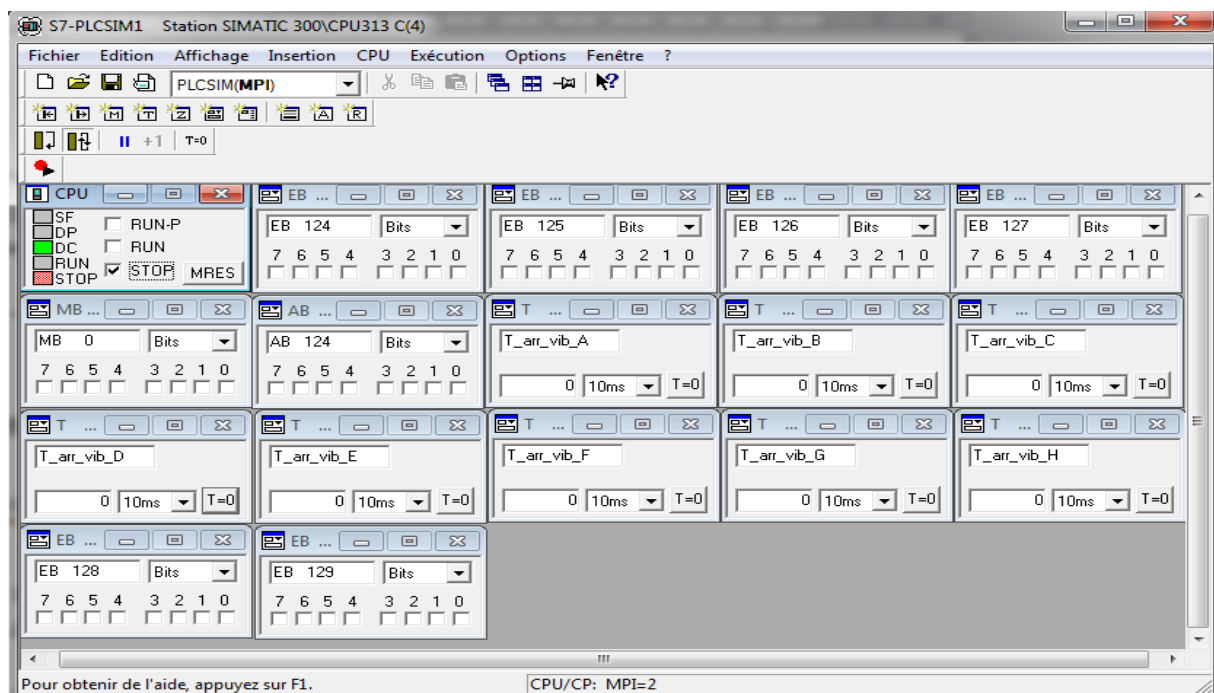 S7-PLCSIM1 Station SIMATIC 300\CPU313 C(4)
Fichier Edition Affichage Insertion CPU Exécution Options Fenêtre ?
PLCSIM(MPI)
E A M T Z A R
+1 T=0
CPU EB ... EB ... EB ... EB ...
SF
DP
DC
RUN
STOP
RUN-P
RUN
STOP MRES
EB 124 Bits
7 6 5 4 3 2 1 0
EB 125 Bits
7 6 5 4 3 2 1 0
EB 126 Bits
7 6 5 4 3 2 1 0
EB 127 Bits
7 6 5 4 3 2 1 0
MB ... AB ... T ... T ... T ...
MB 0 Bits
7 6 5 4 3 2 1 0
AB 124 Bits
7 6 5 4 3 2 1 0
T_arr_vib_A
0 10ms T=0
T_arr_vib_B
0 10ms T=0
T_arr_vib_C
0 10ms T=0
T ... T ... T ... T ... T ...
T_arr_vib_D
0 10ms T=0
T_arr_vib_E
0 10ms T=0
T_arr_vib_F
0 10ms T=0
T_arr_vib_G
0 10ms T=0
T_arr_vib_H
0 10ms T=0
EB ... EB ...
EB 128 Bits
7 6 5 4 3 2 1 0
EB 129 Bits
7 6 5 4 3 2 1 0
Pour obtenir de l'aide, appuyez sur F1. CPU/CP: MPI=2